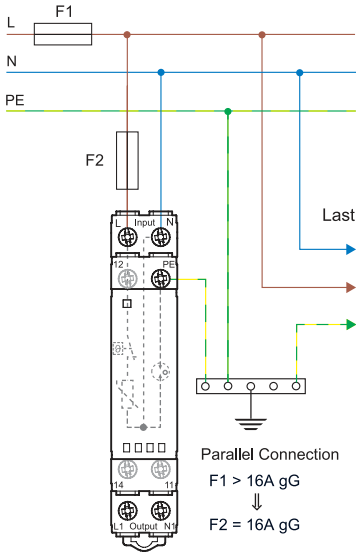 F1
L
N
PE
F2
L Input N
Last
12 PE
14 11
L1 Output N1
Parallel Connection
F1 > 16A gG
⇓
F2 = 16A gG